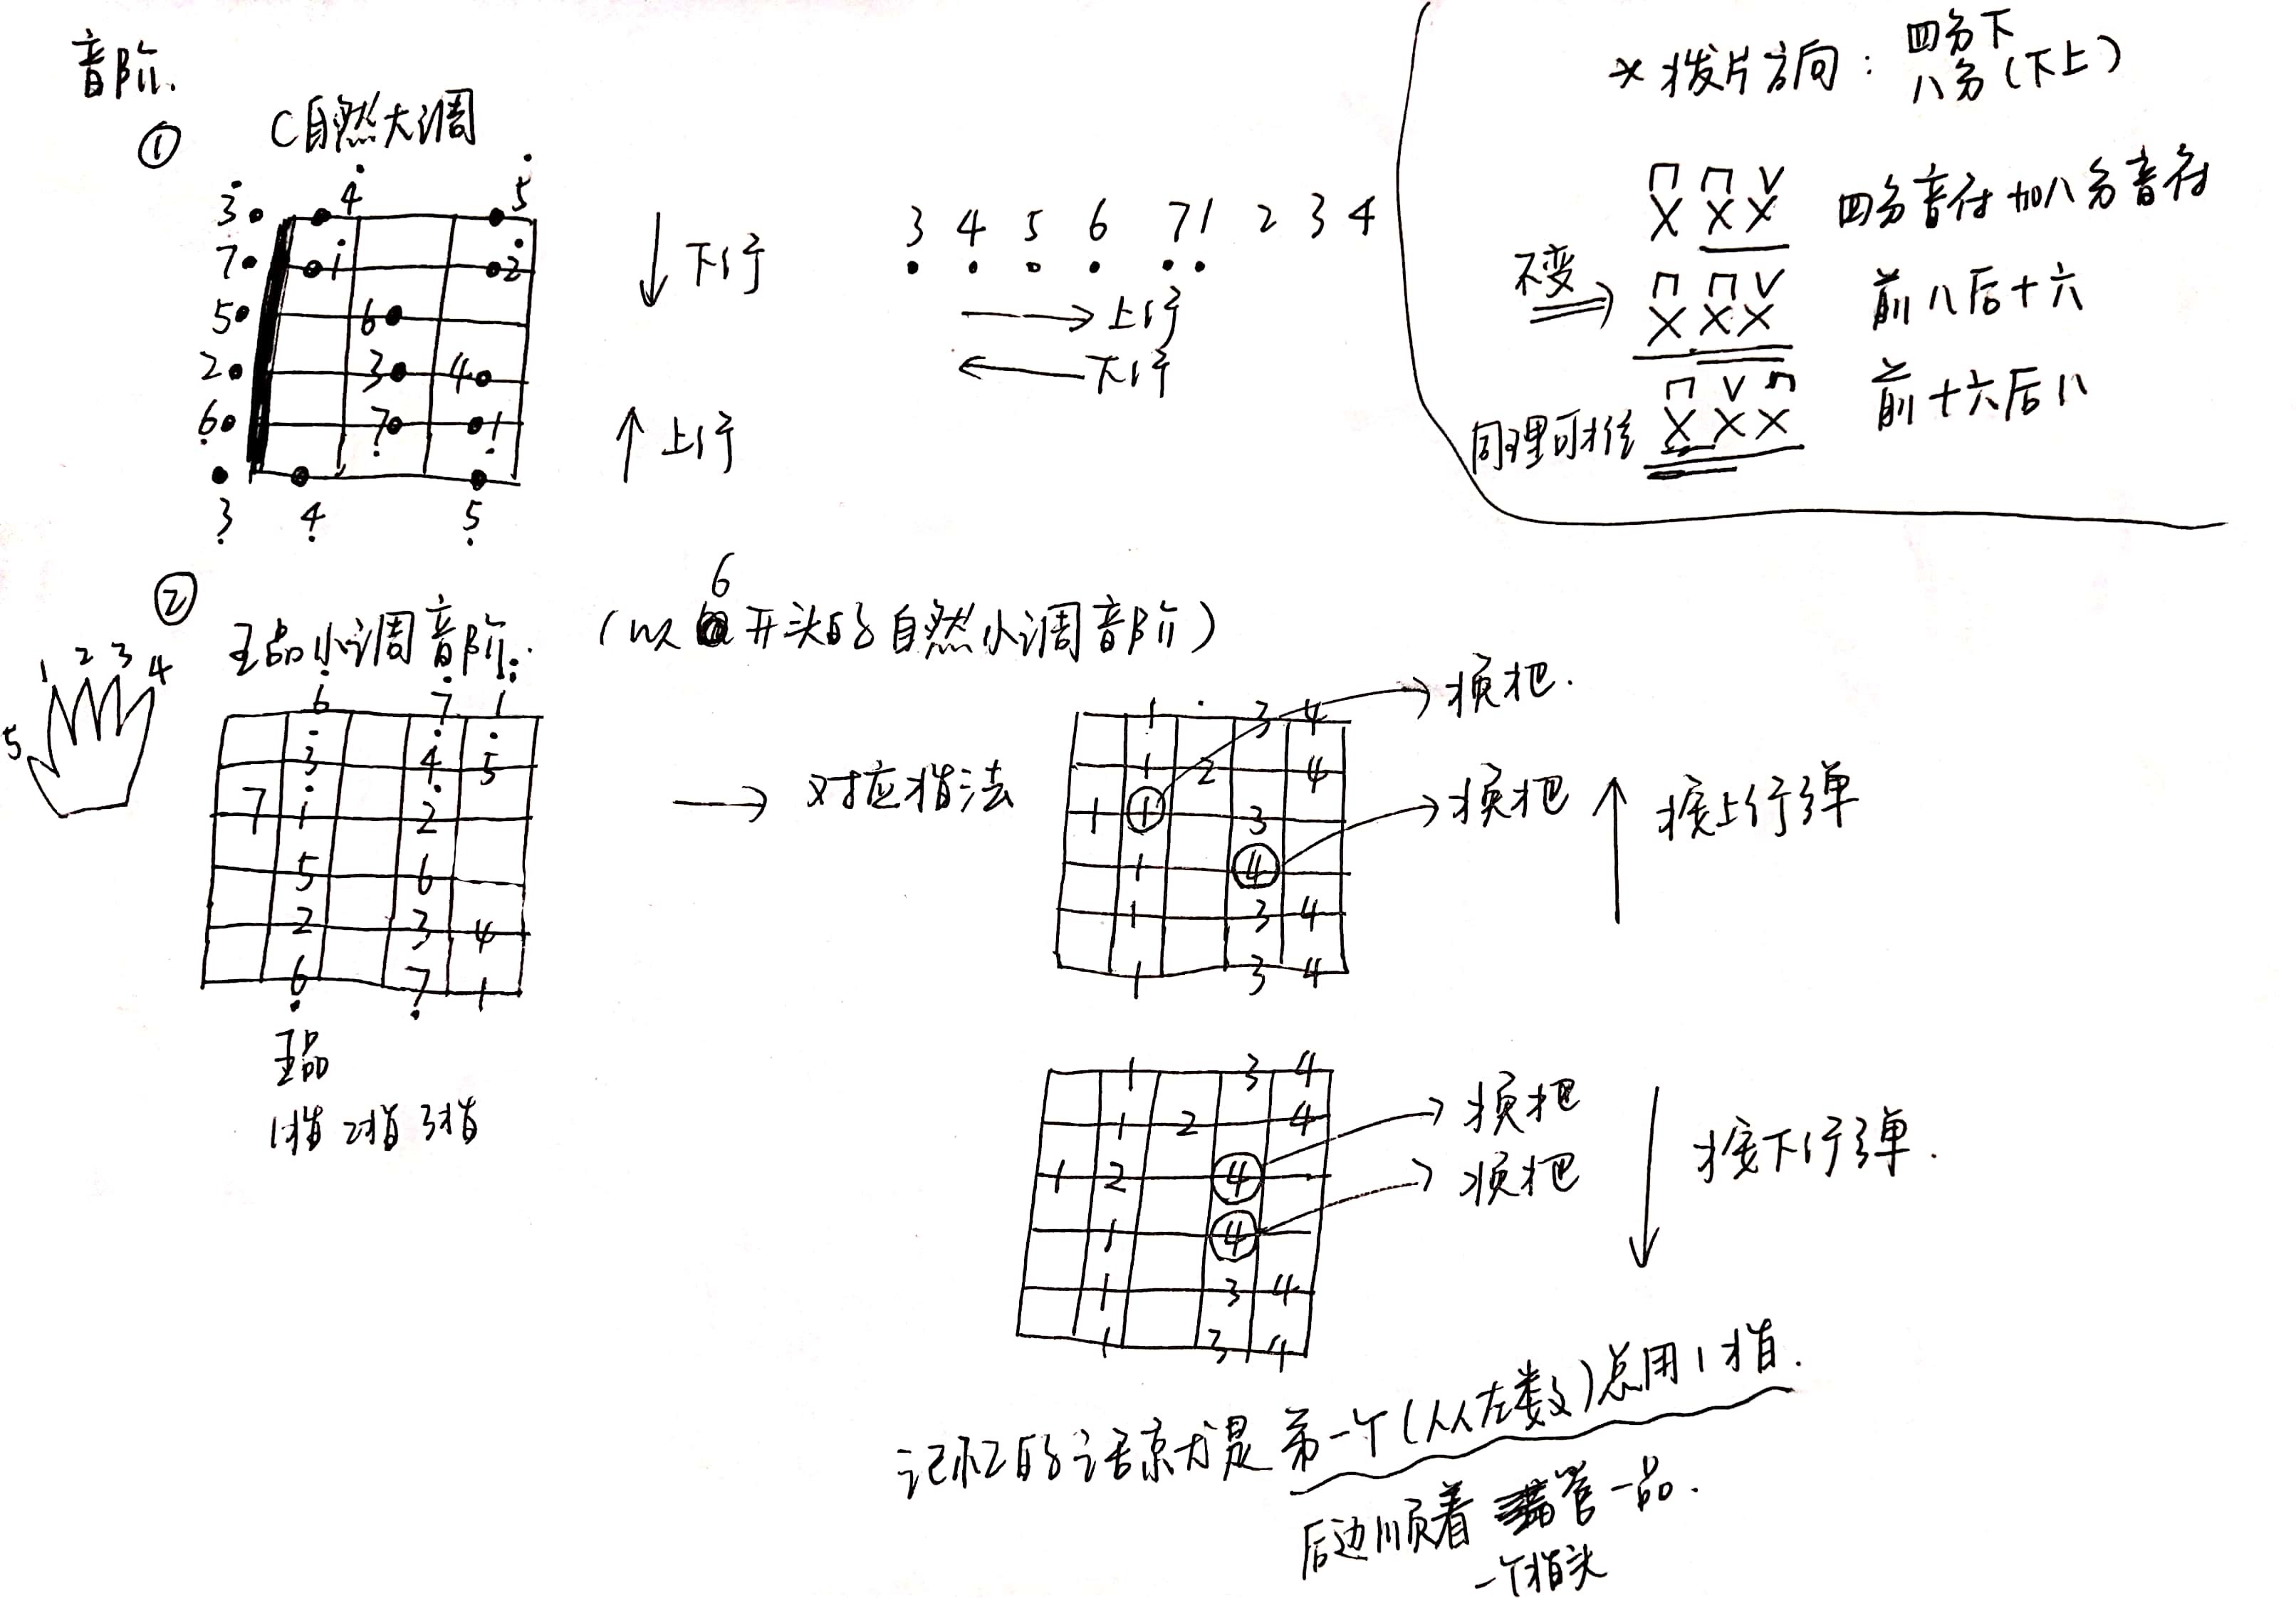 音阶.
① C自然大调
3 4 5
7 1 2
5 6
2 3 4
6 7 1
3 4 5
↓ 下行
↑ 上行
3 4 5 6 7 1 2 3 4
→ 上行
← 下行
* 拨片方向: 四分下
八分(下上)
⊓ ⊓ V
X X X 四分音符加八分音符
不变 ⊓ ⊓ V
X X X 前八后十六
⊓ V ⊓
同理可推 X X X 前十六后八
② 五品小调音阶. (以6开头的自然小调音阶)
1 2 3 4
5
6 7 1
3 4 5
7 1 2
5 6
2 3 4
6 7 1
五品
1指 2指 3指
→ 对应指法
1 3 4 → 换把.
1 2 4
1 1 3 → 换把 ↑ 按上行弹
1 4
1 3 4
1 3 4
1 3 4
1 2 4 → 换把
1 2 4 → 换把 ↓ 按下行弹.
1 4
1 3 4
1 3 4
记忆的话就是第一个(从左数)总用1指.
后边顺着 管一品.
一个指头